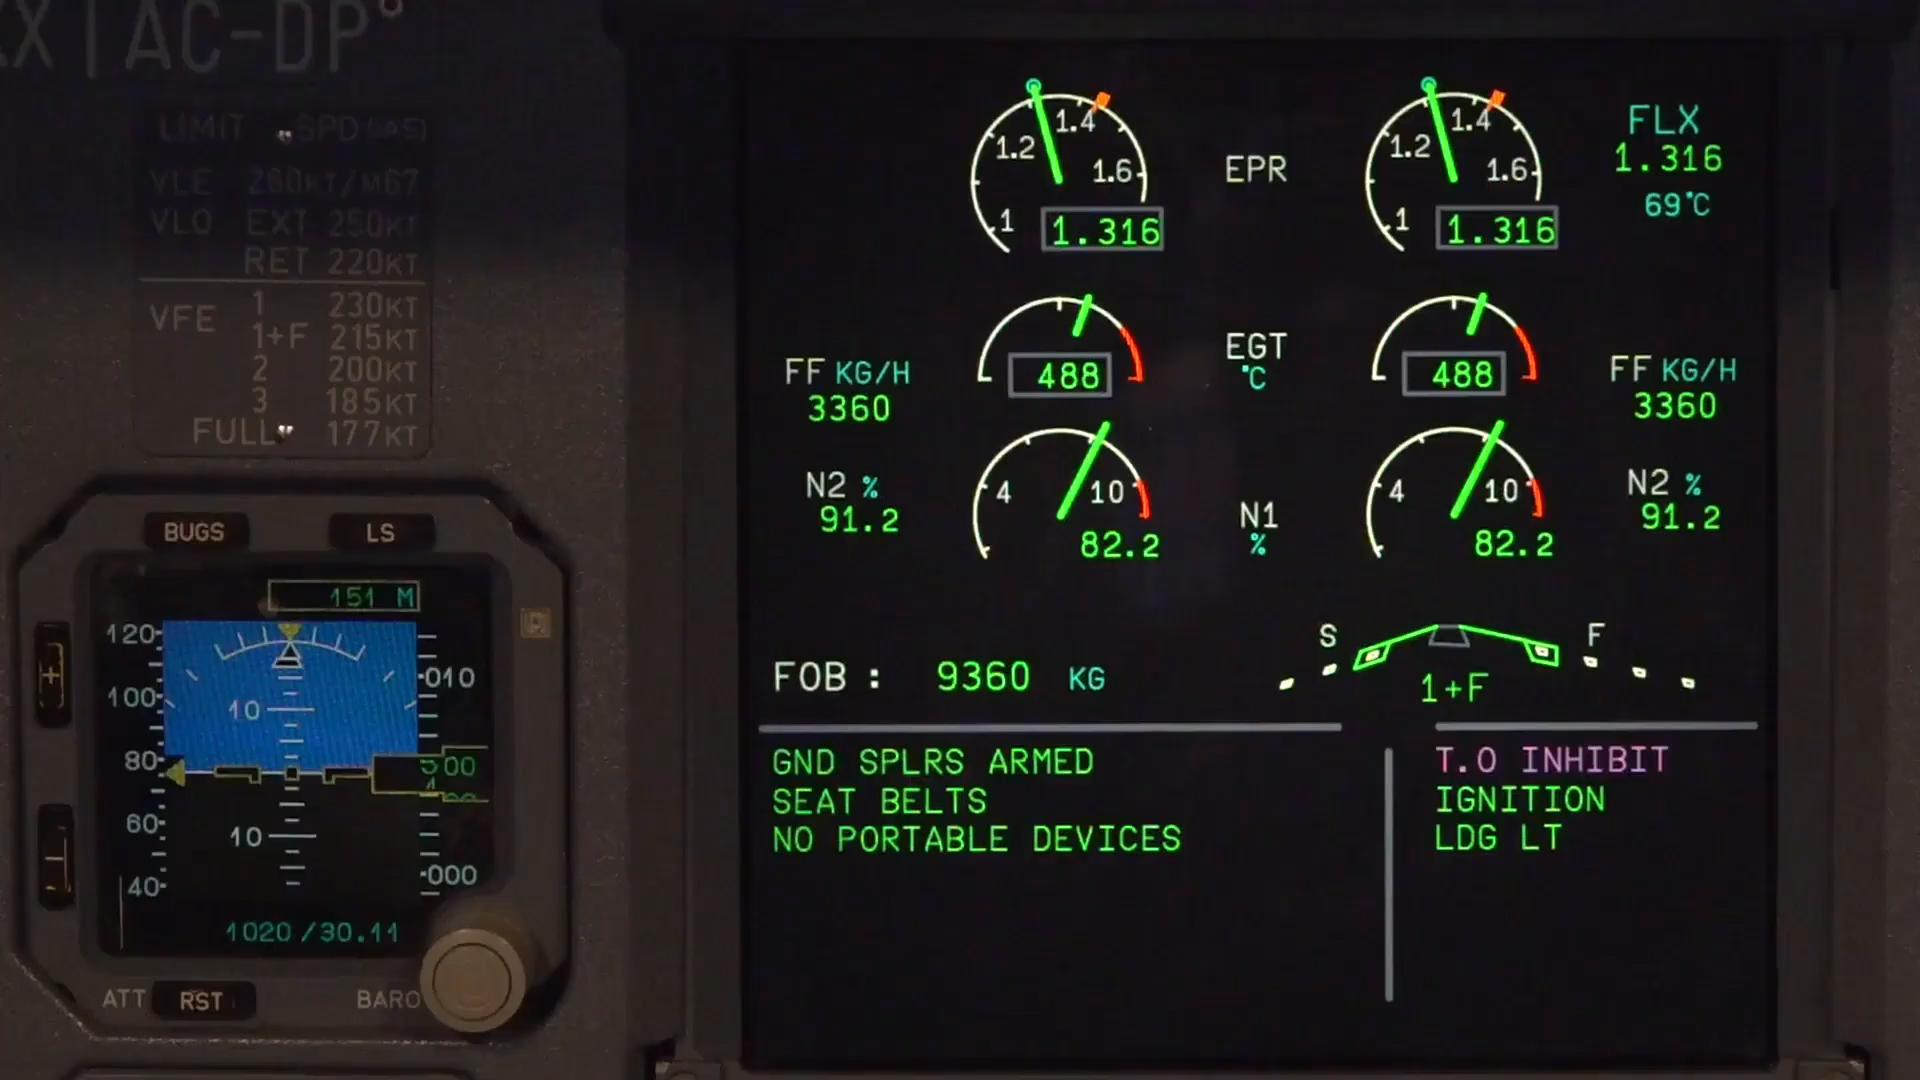 X|AC-DP
LIMIT SPD (IAS)
VLE 280KT/M67
VLO EXT 250KT
RET 220KT
VFE 1 230KT
1+F 215KT
2 200KT
3 185KT
FULL 177KT
BUGS LS
151 M
120
100
80
60
40
10
10
010
500
000
1020/30.11
ATT RST BARO
1 1.2 1.4 1.6
1.316
EPR
1 1.2 1.4 1.6
1.316
FLX
1.316
69°C
FF KG/H
3360
488
EGT
°C
488
FF KG/H
3360
N2 %
91.2
4 10
82.2
N1
%
4 10
82.2
N2 %
91.2
FOB : 9360 KG
S F
1+F
GND SPLRS ARMED
SEAT BELTS
NO PORTABLE DEVICES
T.O INHIBIT
IGNITION
LDG LT